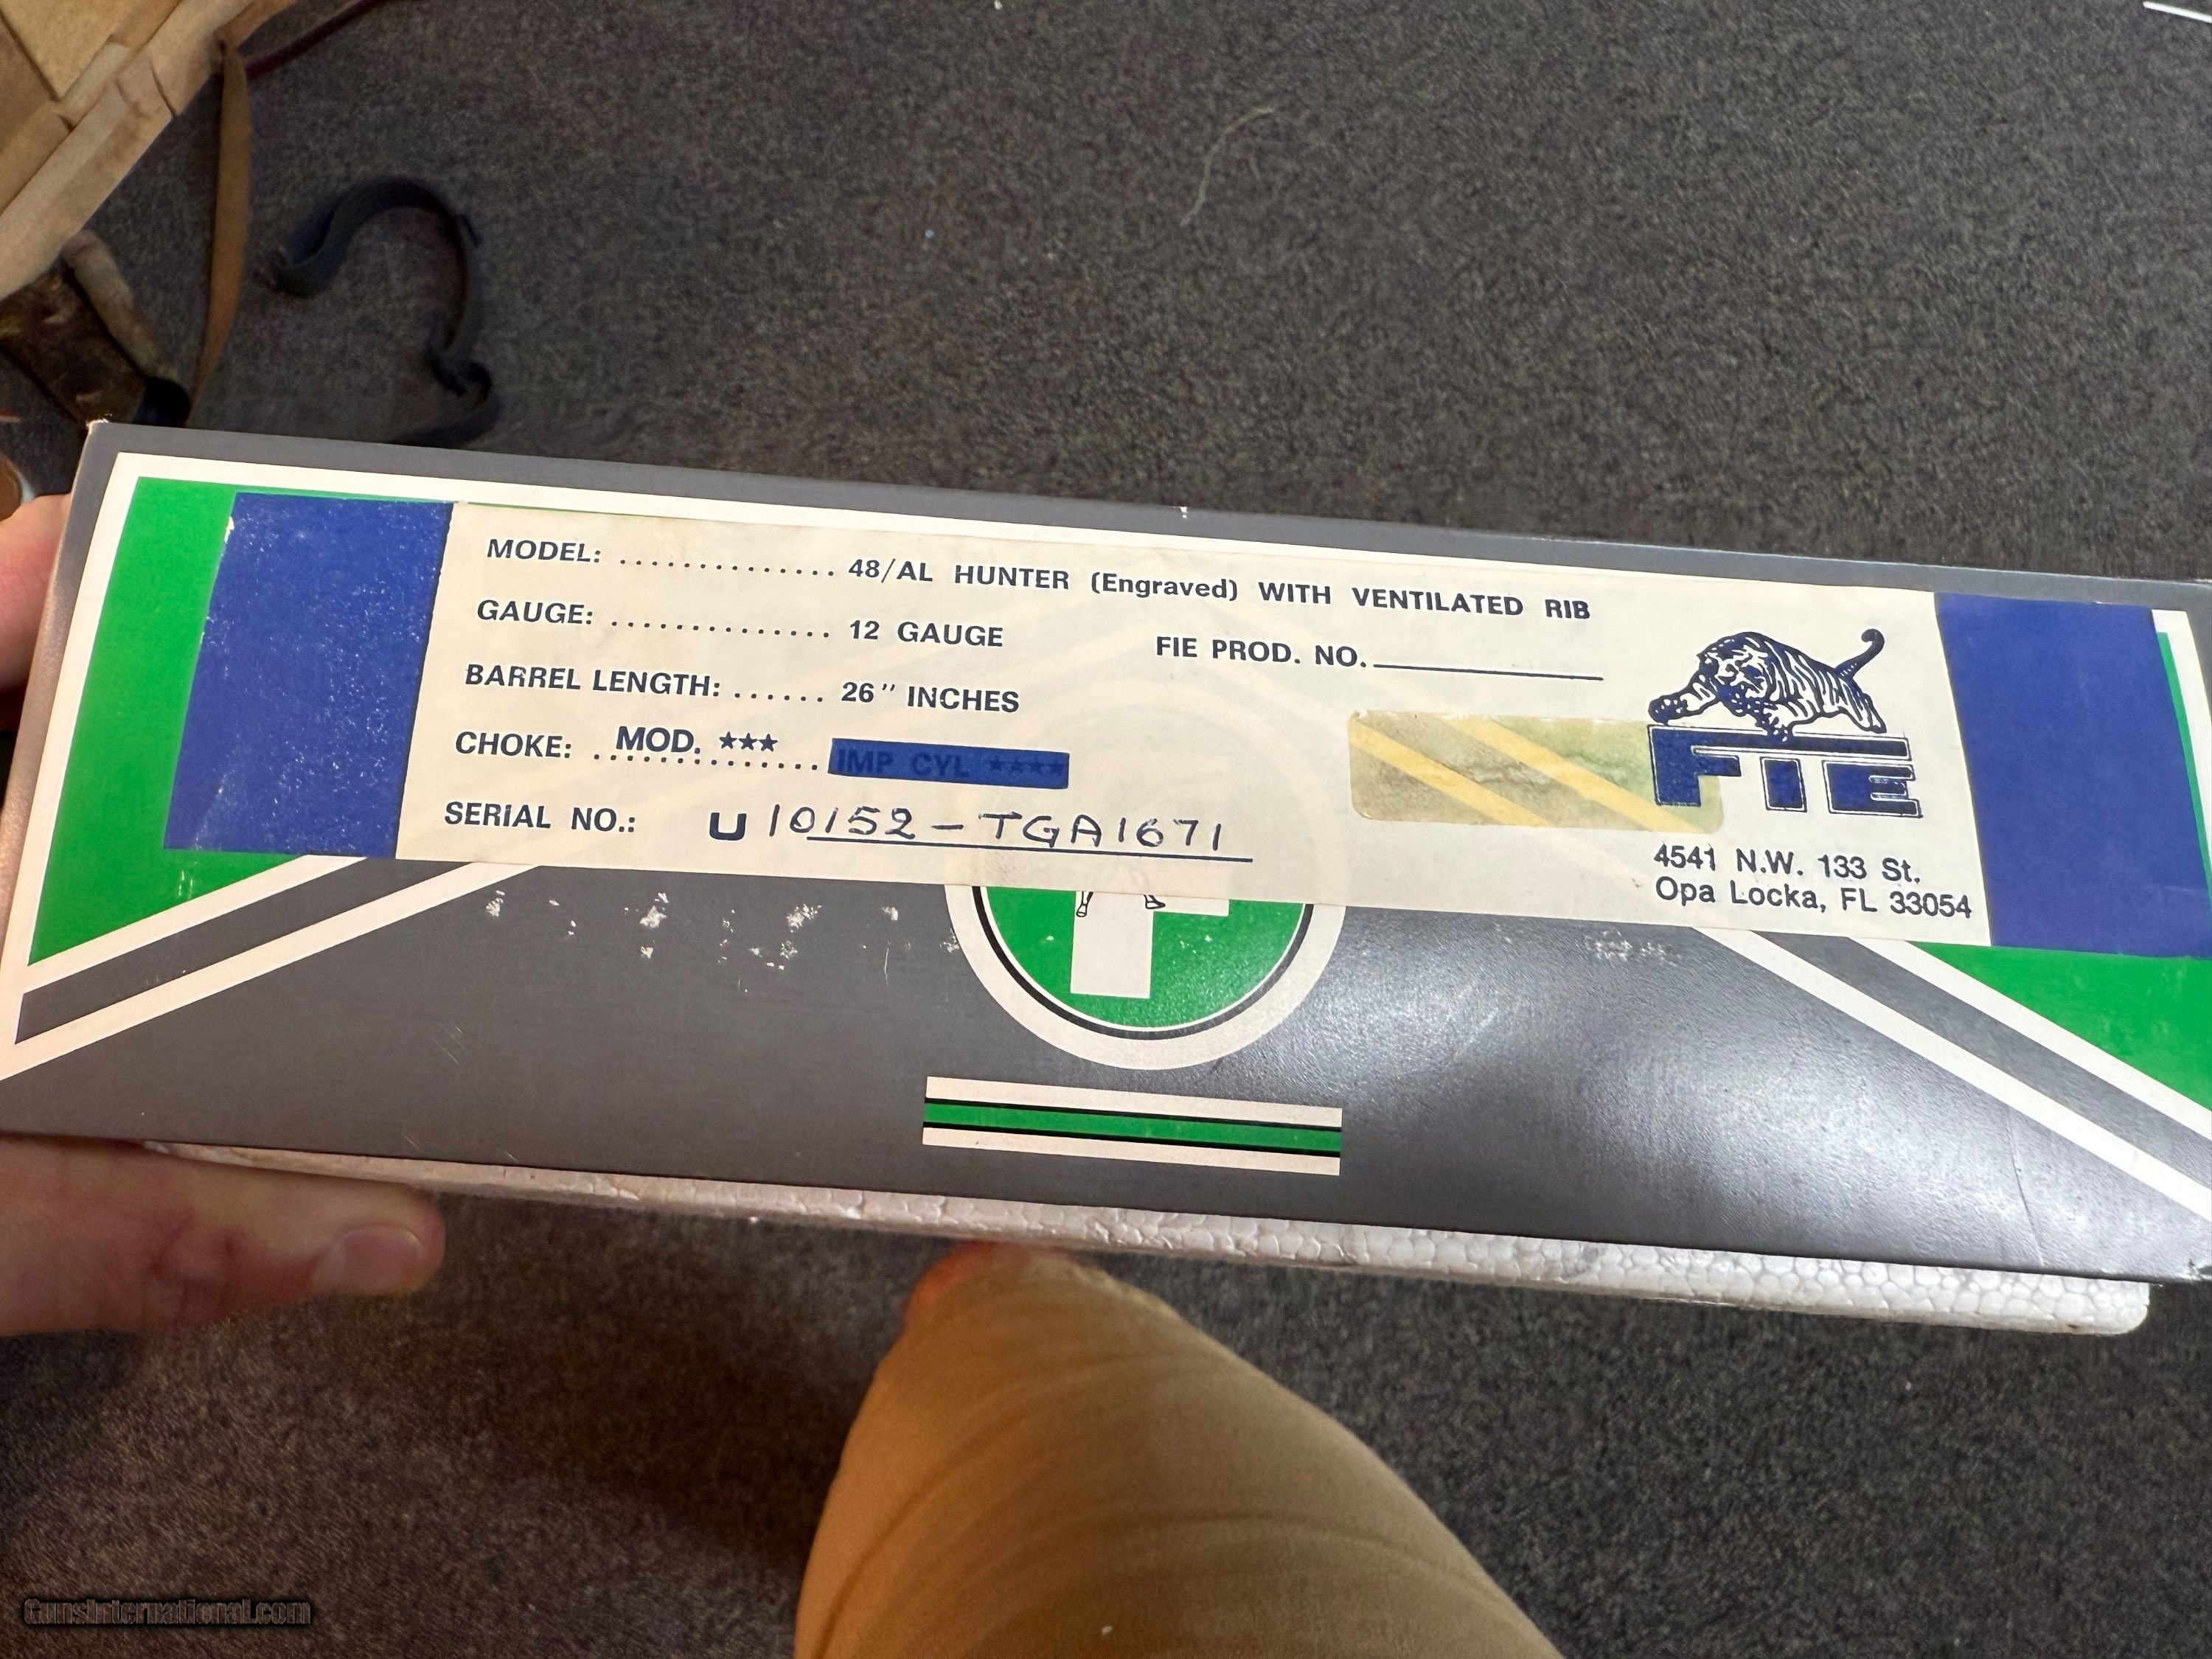 MODEL: .............. 48/AL HUNTER (Engraved) WITH VENTILATED RIB
GAUGE: .............. 12 GAUGE
FIE PROD. NO.
BARREL LENGTH: ...... 26" INCHES
CHOKE: MOD. *** IMP CYL ****
SERIAL NO.: U 10152-TGA1671
FIE
4541 N.W. 133 St.
Opa Locka, FL 33054
GunsInternational.com